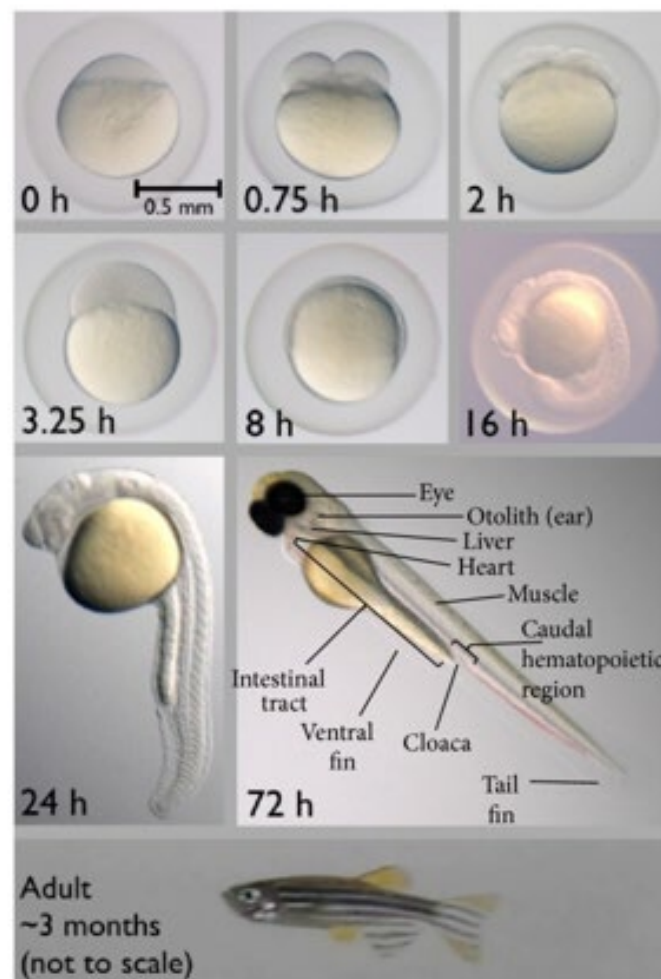 0 h
0.5 mm
0.75 h
2 h
3.25 h
8 h
16 h
24 h
72 h
Eye
Otolith (ear)
Liver
Heart
Muscle
Caudal
hematopoietic
region
Intestinal
tract
Ventral
fin
Cloaca
Tail
fin
Adult
~3 months
(not to scale)